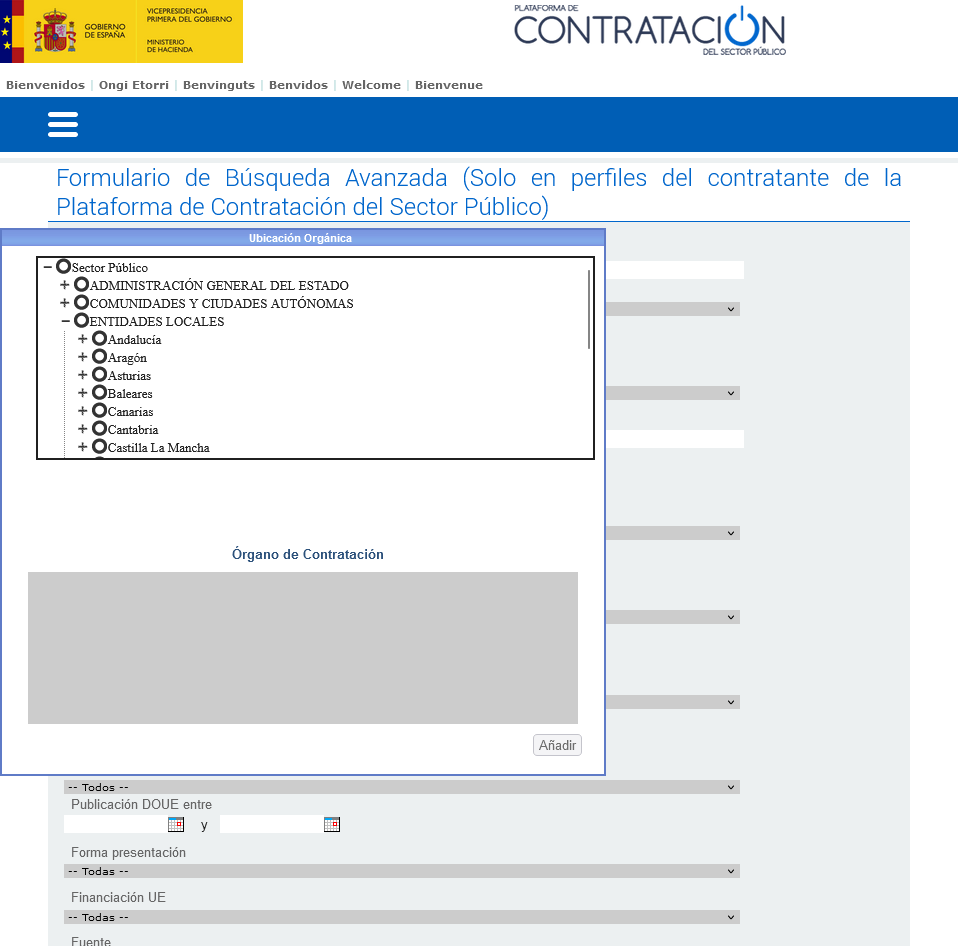 GOBIERNO
DE ESPAÑA
VICEPRESIDENCIA
PRIMERA DEL GOBIERNO
MINISTERIO
DE HACIENDA
PLATAFORMA DE
CONTRATACIÓN
DEL SECTOR PÚBLICO
Bienvenidos | Ongi Etorri | Benvinguts | Benvidos | Welcome | Bienvenue
Formulario de Búsqueda Avanzada (Solo en perfiles del contratante de la
Plataforma de Contratación del Sector Público)
Ubicación Orgánica
Sector Público
ADMINISTRACIÓN GENERAL DEL ESTADO
COMUNIDADES Y CIUDADES AUTÓNOMAS
ENTIDADES LOCALES
Andalucía
Aragón
Asturias
Baleares
Canarias
Cantabria
Castilla La Mancha
Órgano de Contratación
Añadir
-- Todos --
Publicación DOUE entre
y
Forma presentación
-- Todas --
Financiación UE
-- Todas --
Fuente